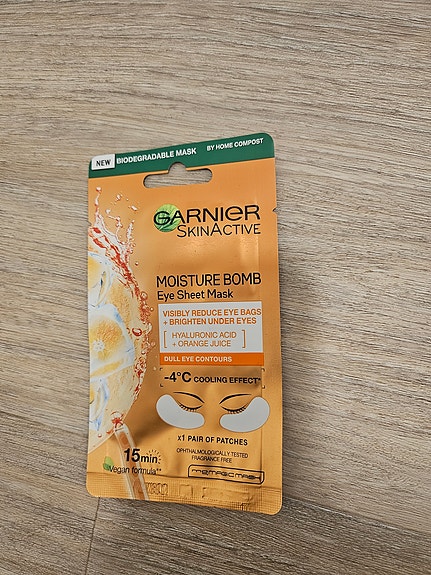 NEW BIODEGRADABLE MASK BY HOME COMPOST
GARNIER
SKINACTIVE
MOISTURE BOMB
Eye Sheet Mask
VISIBLY REDUCE EYE BAGS
+ BRIGHTEN UNDER EYES
[ HYALURONIC ACID
+ ORANGE JUICE ]
DULL EYE CONTOURS
-4°C COOLING EFFECT*
x1 PAIR OF PATCHES
OPHTHALMOLOGICALLY TESTED
FRAGRANCE FREE
15min
Vegan formula**